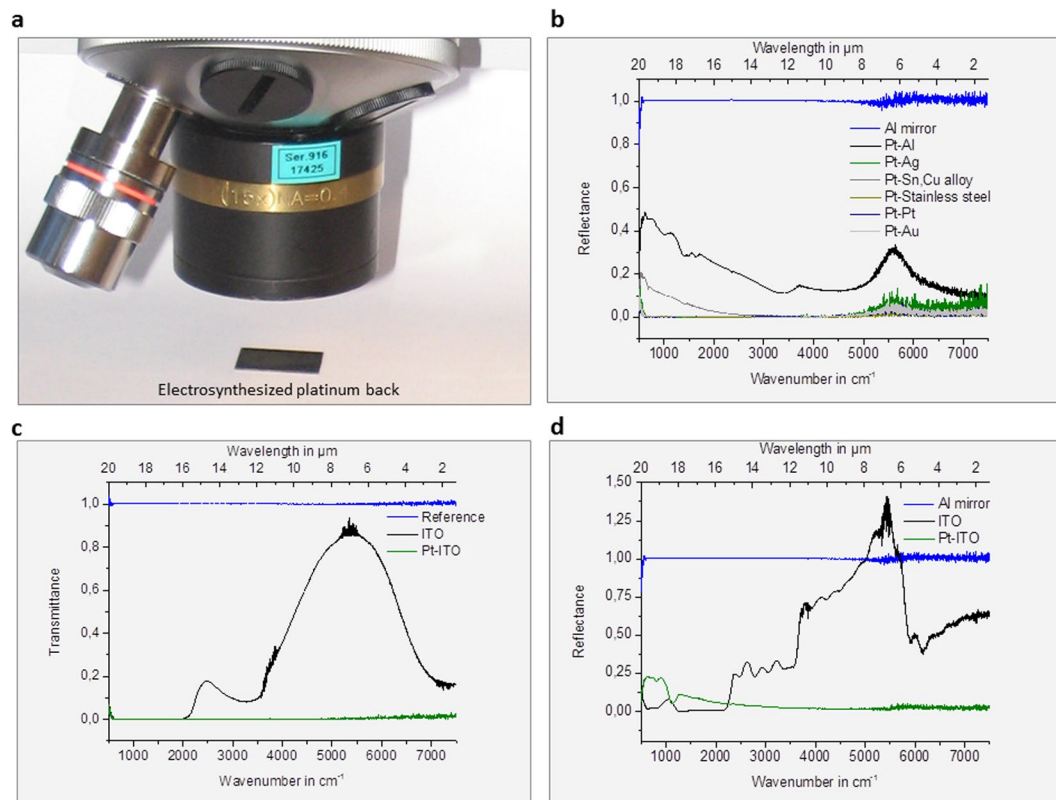 a
Ser.916
17425
(15x)NA=0.4
Electrosynthesized platinum back
b
Wavelength in µm
20 18 16 14 12 10 8 6 4 2
1,0
0,8
0,6
0,4
0,2
0,0
Reflectance
Al mirror
Pt-Al
Pt-Ag
Pt-Sn,Cu alloy
Pt-Stainless steel
Pt-Pt
Pt-Au
1000 2000 3000 4000 5000 6000 7000
Wavenumber in cm⁻¹
c
Wavelength in µm
20 18 16 14 12 10 8 6 4 2
1,0
0,8
0,6
0,4
0,2
0,0
Transmittance
Reference
ITO
Pt-ITO
1000 2000 3000 4000 5000 6000 7000
Wavenumber in cm⁻¹
d
Wavelength in µm
20 18 16 14 12 10 8 6 4 2
1,50
1,25
1,00
0,75
0,50
0,25
0,00
Reflectance
Al mirror
ITO
Pt-ITO
1000 2000 3000 4000 5000 6000 7000
Wavenumber in cm⁻¹